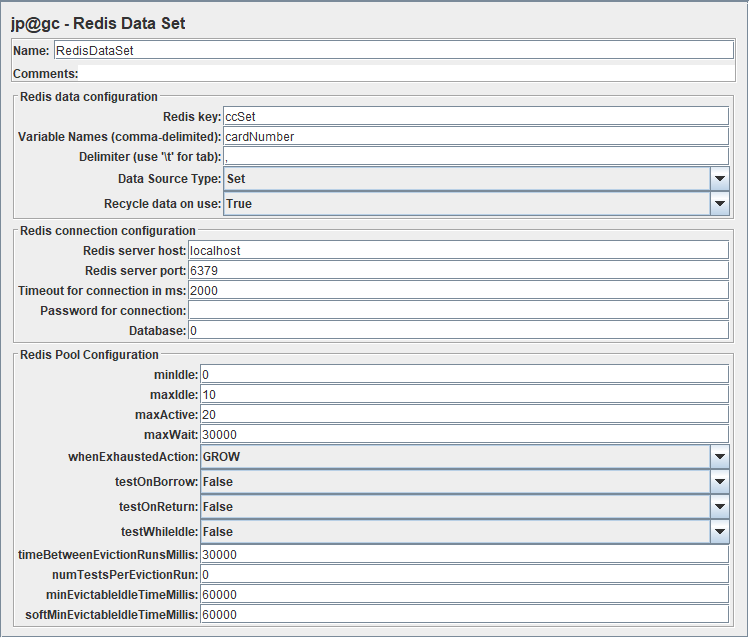 jp@gc - Redis Data Set
Name: RedisDataSet
Comments:
Redis data configuration
Redis key: ccSet
Variable Names (comma-delimited): cardNumber
Delimiter (use '\t' for tab): ,
Data Source Type: Set
Recycle data on use: True
Redis connection configuration
Redis server host: localhost
Redis server port: 6379
Timeout for connection in ms: 2000
Password for connection:
Database: 0
Redis Pool Configuration
minIdle: 0
maxIdle: 10
maxActive: 20
maxWait: 30000
whenExhaustedAction: GROW
testOnBorrow: False
testOnReturn: False
testWhileIdle: False
timeBetweenEvictionRunsMillis: 30000
numTestsPerEvictionRun: 0
minEvictableIdleTimeMillis: 60000
softMinEvictableIdleTimeMillis: 60000